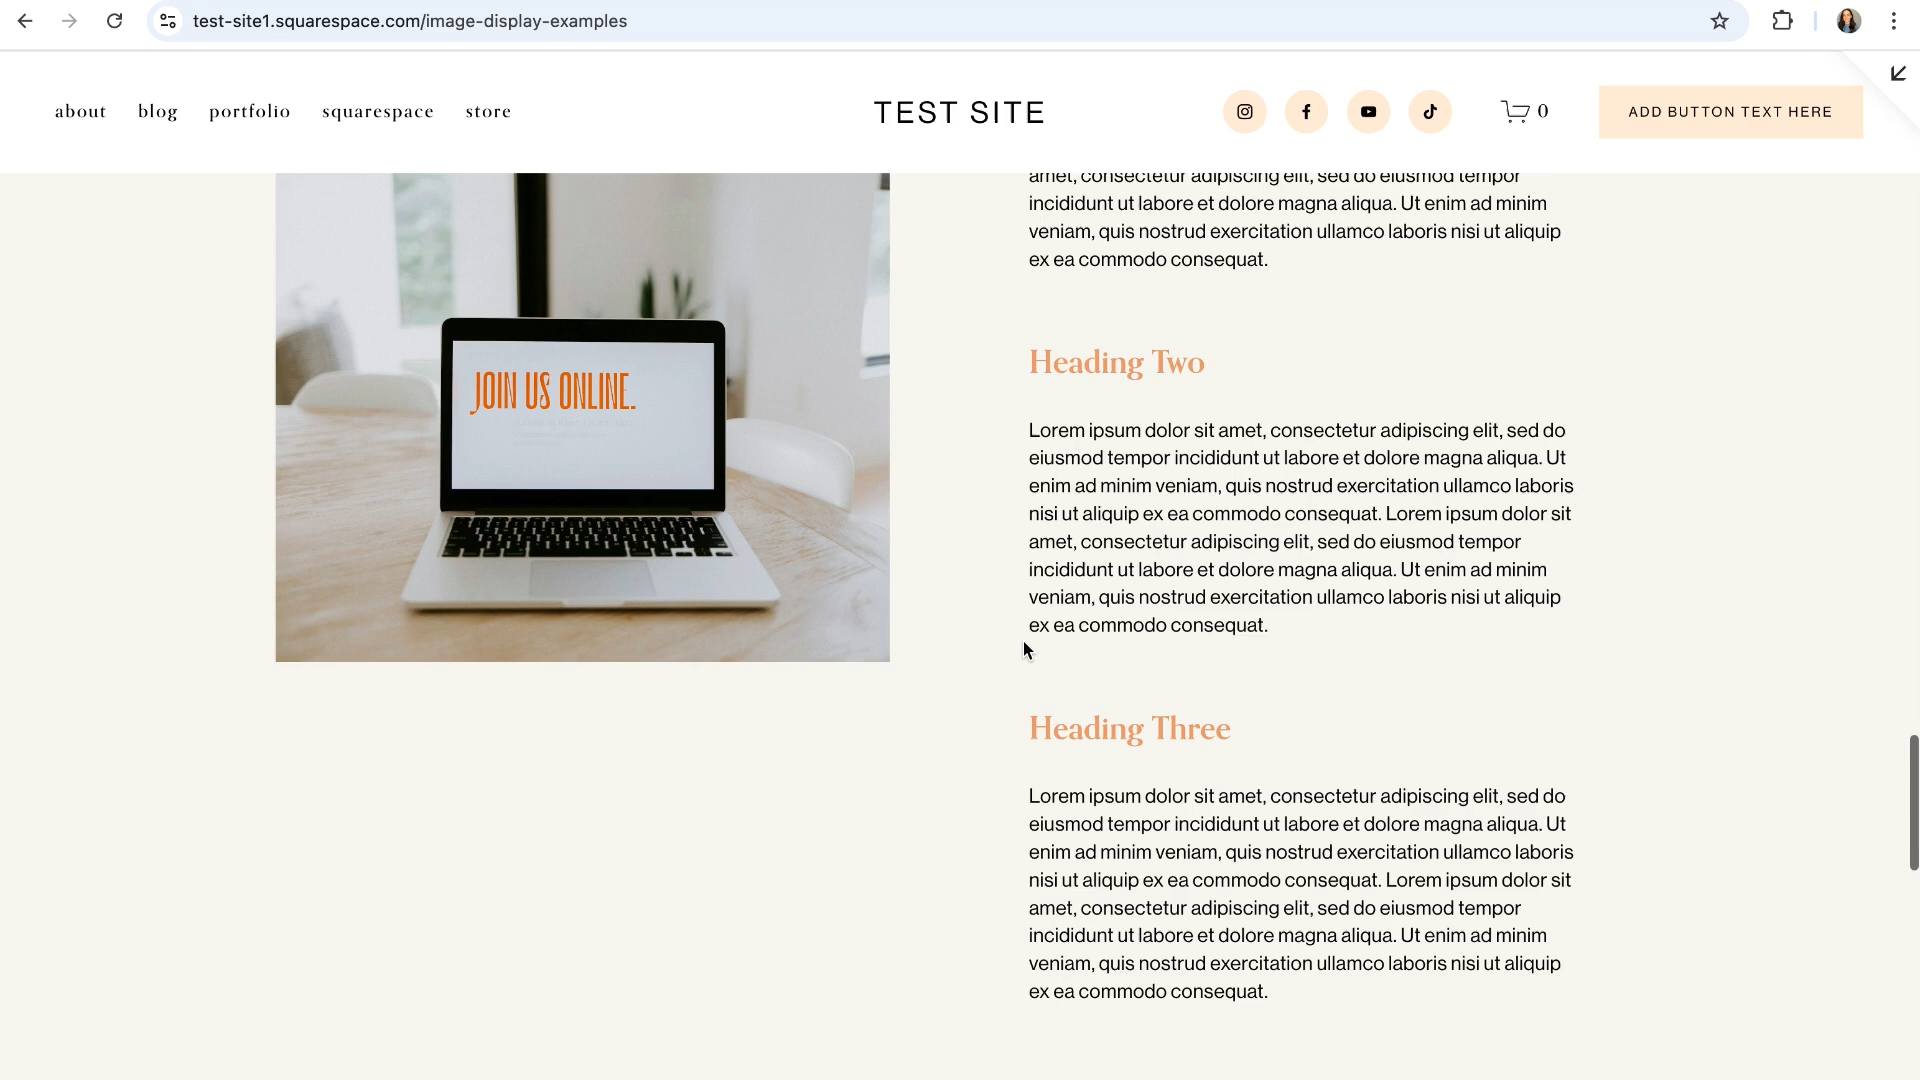 test-site1.squarespace.com/image-display-examples
about blog portfolio squarespace store
TEST SITE
0
ADD BUTTON TEXT HERE
JOIN US ONLINE.
amet, consectetur adipiscing elit, sed do eiusmod tempor
incididunt ut labore et dolore magna aliqua. Ut enim ad minim
veniam, quis nostrud exercitation ullamco laboris nisi ut aliquip
ex ea commodo consequat.
Heading Two
Lorem ipsum dolor sit amet, consectetur adipiscing elit, sed do
eiusmod tempor incididunt ut labore et dolore magna aliqua. Ut
enim ad minim veniam, quis nostrud exercitation ullamco laboris
nisi ut aliquip ex ea commodo consequat. Lorem ipsum dolor sit
amet, consectetur adipiscing elit, sed do eiusmod tempor
incididunt ut labore et dolore magna aliqua. Ut enim ad minim
veniam, quis nostrud exercitation ullamco laboris nisi ut aliquip
ex ea commodo consequat.
Heading Three
Lorem ipsum dolor sit amet, consectetur adipiscing elit, sed do
eiusmod tempor incididunt ut labore et dolore magna aliqua. Ut
enim ad minim veniam, quis nostrud exercitation ullamco laboris
nisi ut aliquip ex ea commodo consequat. Lorem ipsum dolor sit
amet, consectetur adipiscing elit, sed do eiusmod tempor
incididunt ut labore et dolore magna aliqua. Ut enim ad minim
veniam, quis nostrud exercitation ullamco laboris nisi ut aliquip
ex ea commodo consequat.